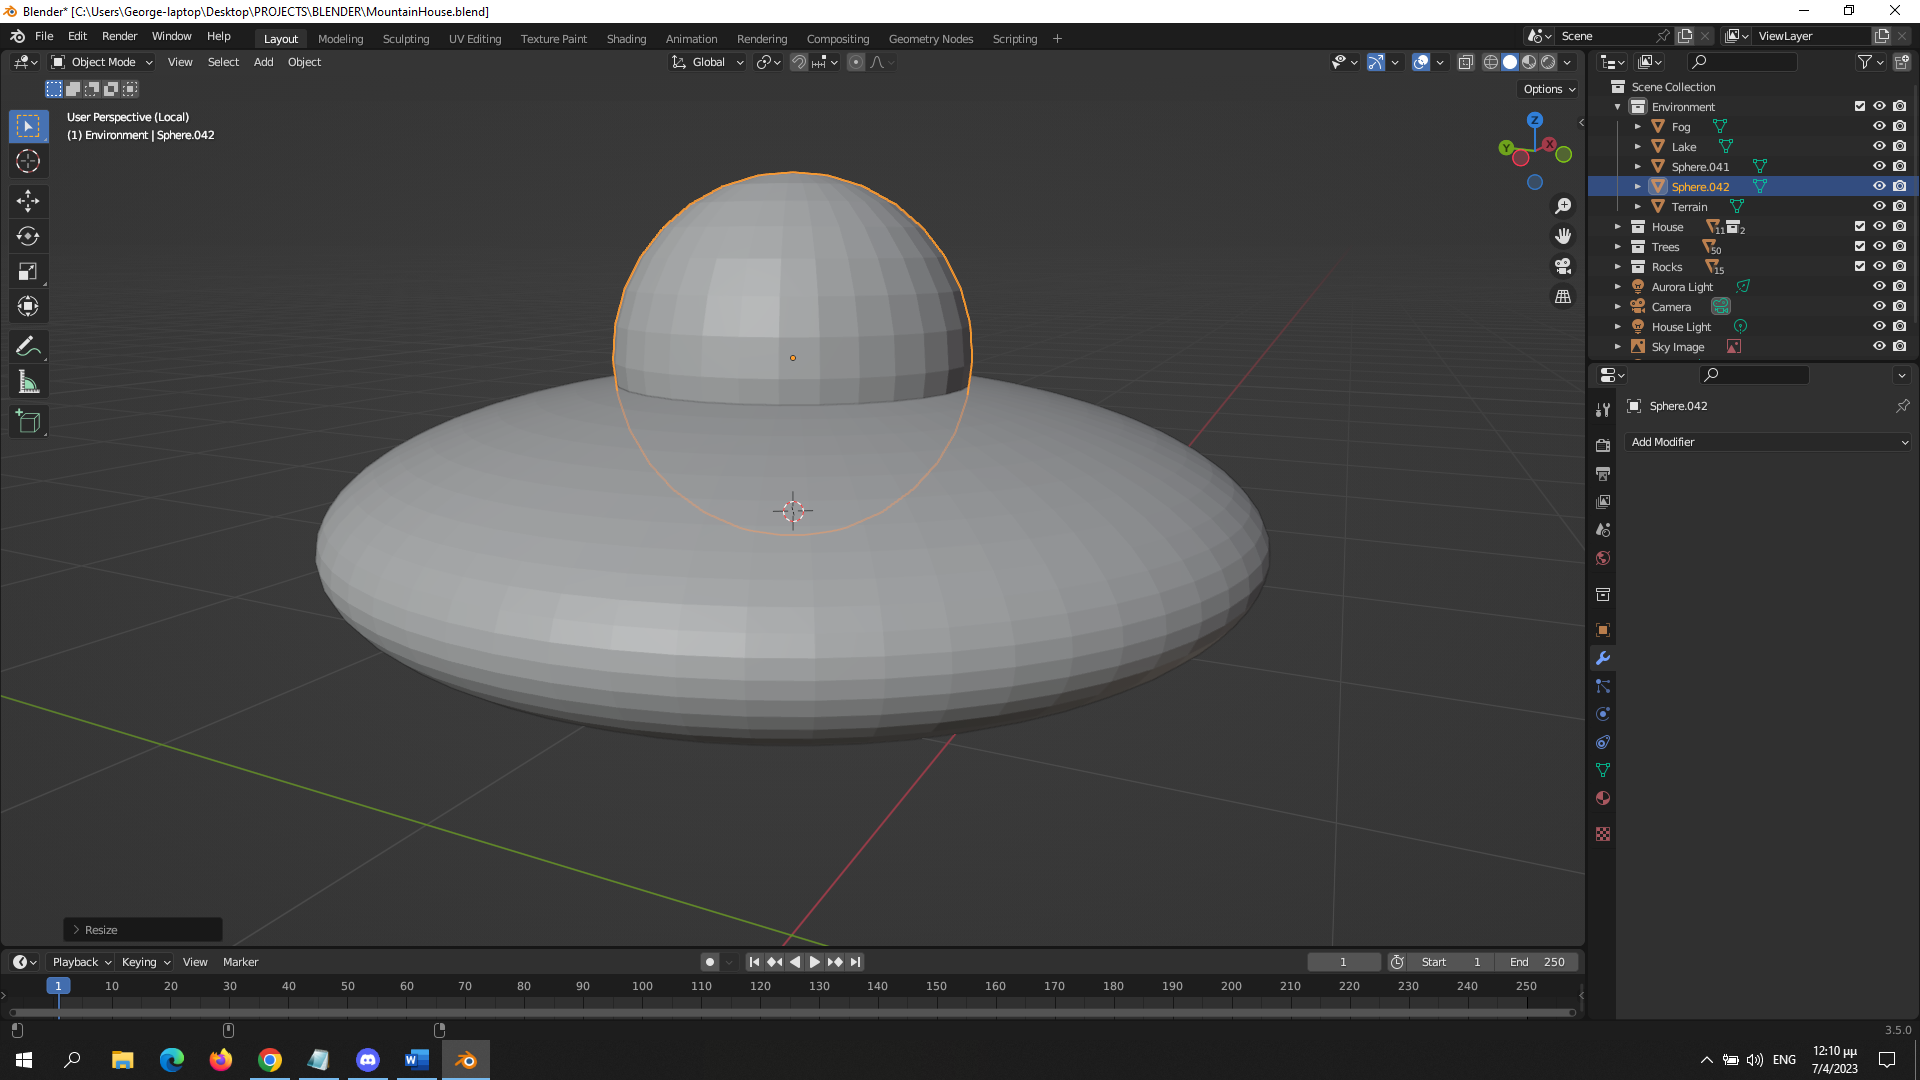 Blender* [C:\Users\George-laptop\Desktop\PROJECTS\BLENDER\MountainHouse.blend]
File Edit Render Window Help Layout Modeling Sculpting UV Editing Texture Paint Shading Animation Rendering Compositing Geometry Nodes Scripting + Scene ViewLayer
Object Mode View Select Add Object Global
Options
User Perspective (Local)
(1) Environment | Sphere.042
Z
Y X
Scene Collection
Environment
Fog
Lake
Sphere.041
Sphere.042
Terrain
House 11 2
Trees 50
Rocks 15
Aurora Light
Camera
House Light
Sky Image
Sphere.042
Add Modifier
Resize
Playback Keying View Marker 1 Start 1 End 250
1 10 20 30 40 50 60 70 80 90 100 110 120 130 140 150 160 170 180 190 200 210 220 230 240 250
3.5.0
ENG
12:10 μμ
7/4/2023